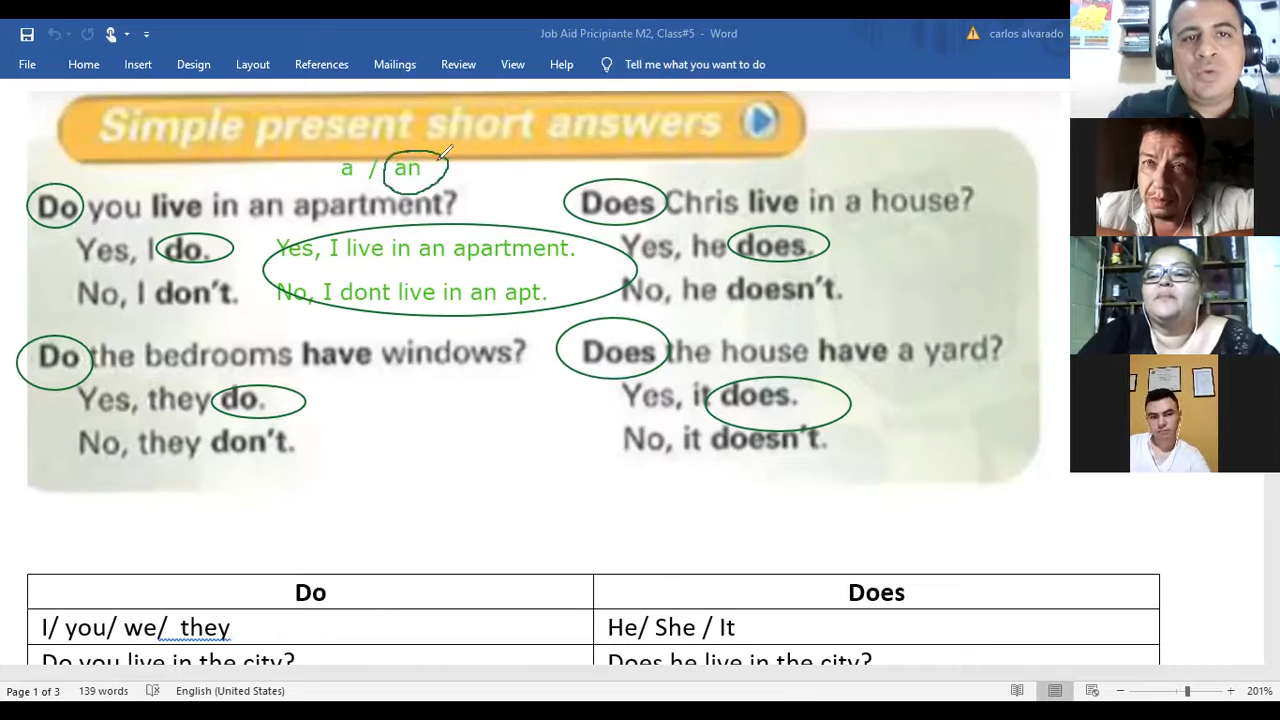 Job Aid Pricipiante M2, Class#5 - Word
carlos alvarado
File Home Insert Design Layout References Mailings Review View Help Tell me what you want to do
Simple present short answers
a / an
Do you live in an apartment?
Yes, I do.
No, I don't.
Yes, I live in an apartment.
No, I dont live in an apt.
Does Chris live in a house?
Yes, he does.
No, he doesn't.
Do the bedrooms have windows?
Yes, they do.
No, they don't.
Does the house have a yard?
Yes, it does.
No, it doesn't.
Do Does
I/ you/ we/ they He/ She / It
Do you live in the city? Does he live in the city?
Page 1 of 3 139 words English (United States) 201%